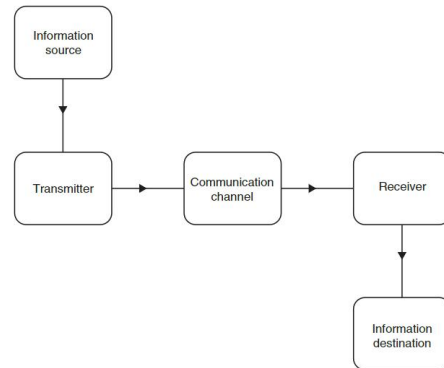 Information
source
Transmitter
Communication
channel
Receiver
Information
destination